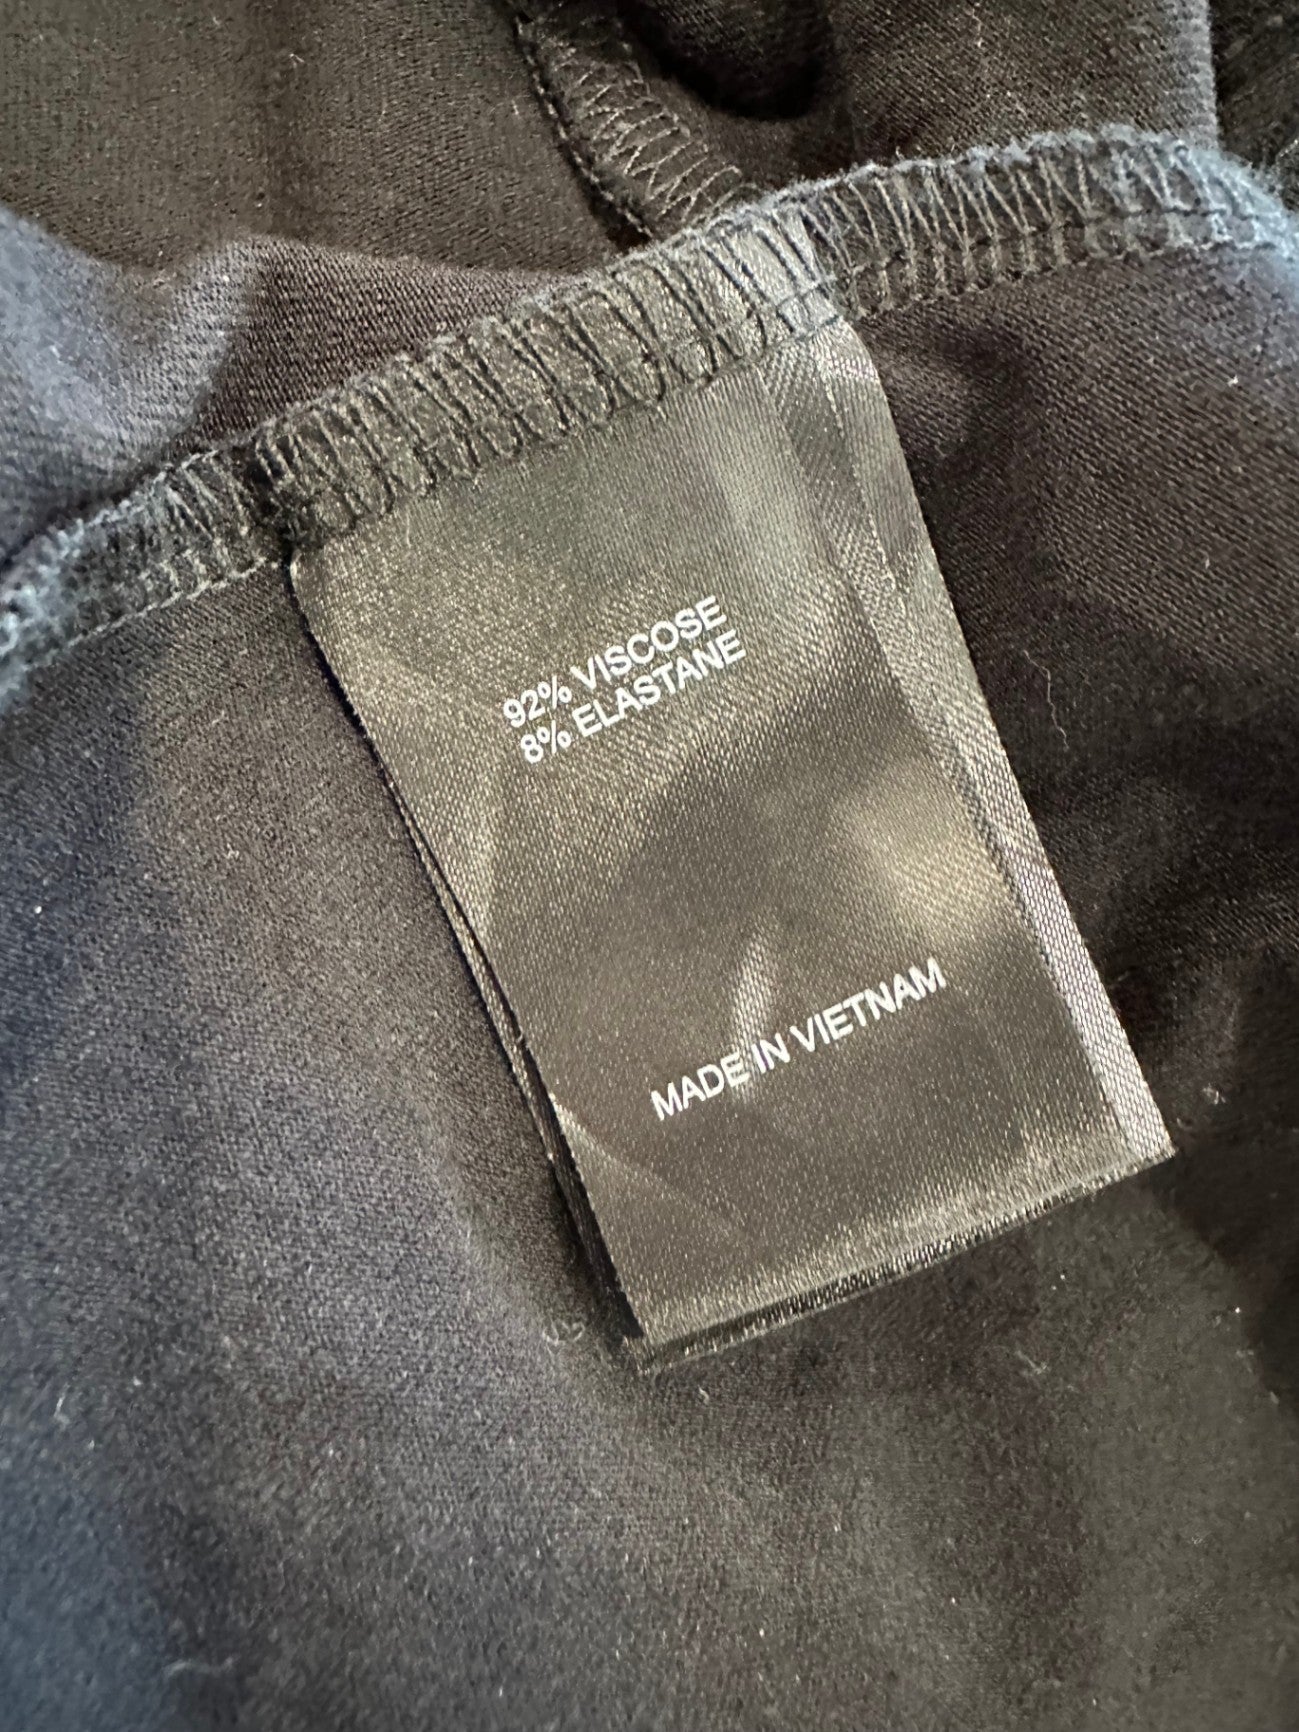 92% VISCOSE
8% ELASTANE
MADE IN VIETNAM